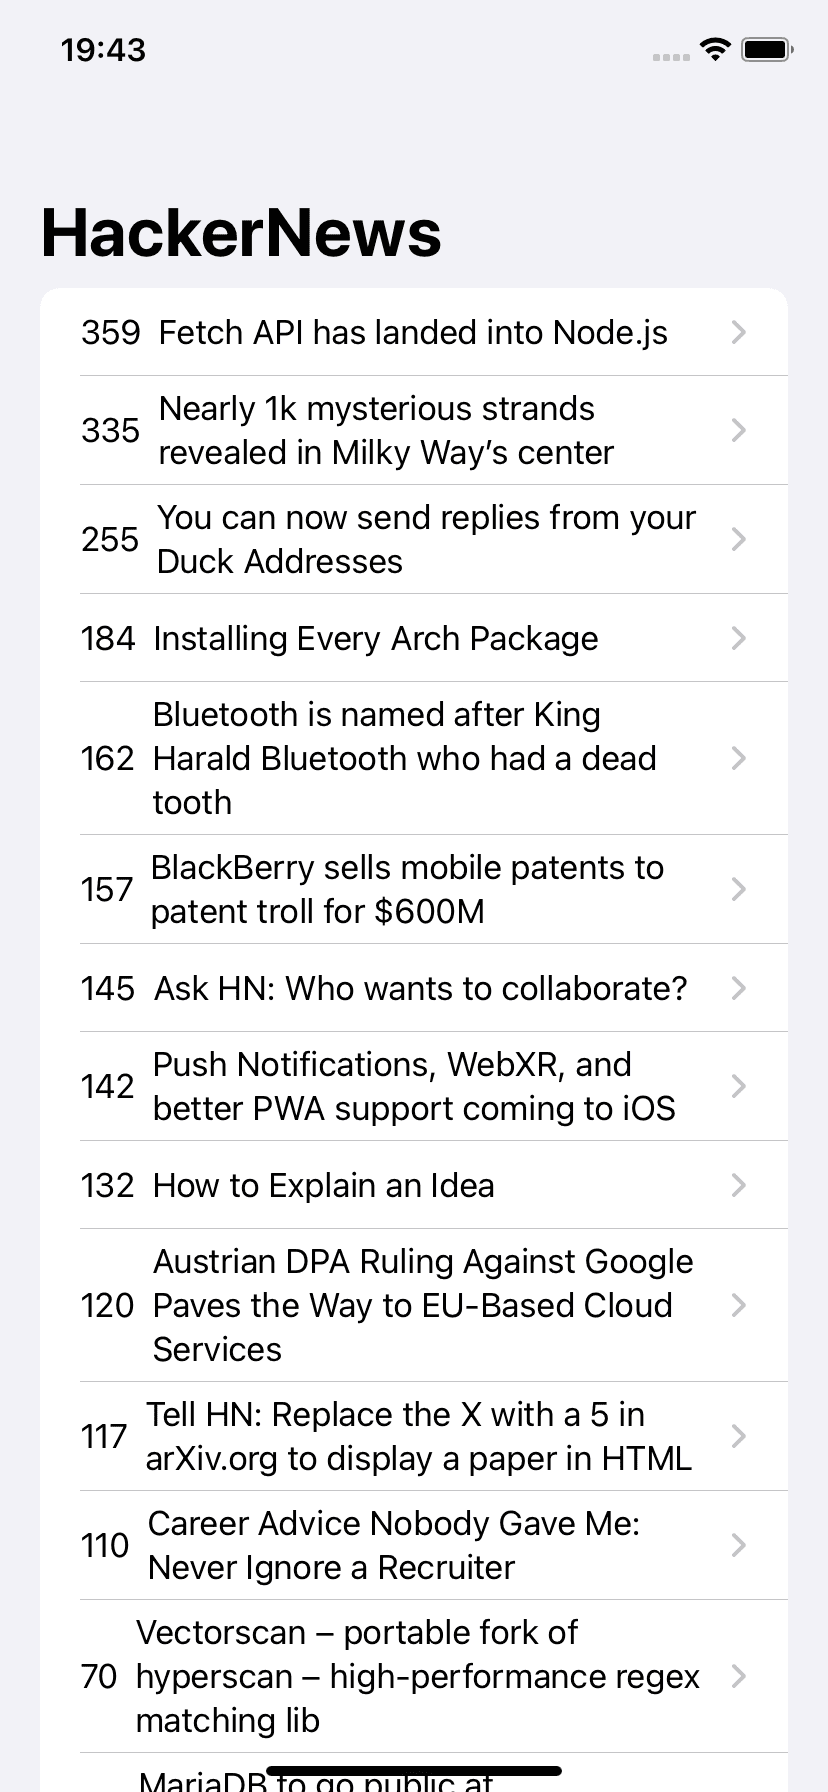 19:43
HackerNews
359 Fetch API has landed into Node.js
Nearly 1k mysterious strands
335
revealed in Milky Way’s center
You can now send replies from your
255
Duck Addresses
184 Installing Every Arch Package
Bluetooth is named after King
162 Harald Bluetooth who had a dead
tooth
BlackBerry sells mobile patents to
157
patent troll for $600M
145 Ask HN: Who wants to collaborate?
Push Notifications, WebXR, and
142
better PWA support coming to iOS
132 How to Explain an Idea
Austrian DPA Ruling Against Google
120 Paves the Way to EU-Based Cloud
Services
Tell HN: Replace the X with a 5 in
117
arXiv.org to display a paper in HTML
Career Advice Nobody Gave Me:
110
Never Ignore a Recruiter
Vectorscan – portable fork of
70 hyperscan – high-performance regex
matching lib
MariaDB to go public at